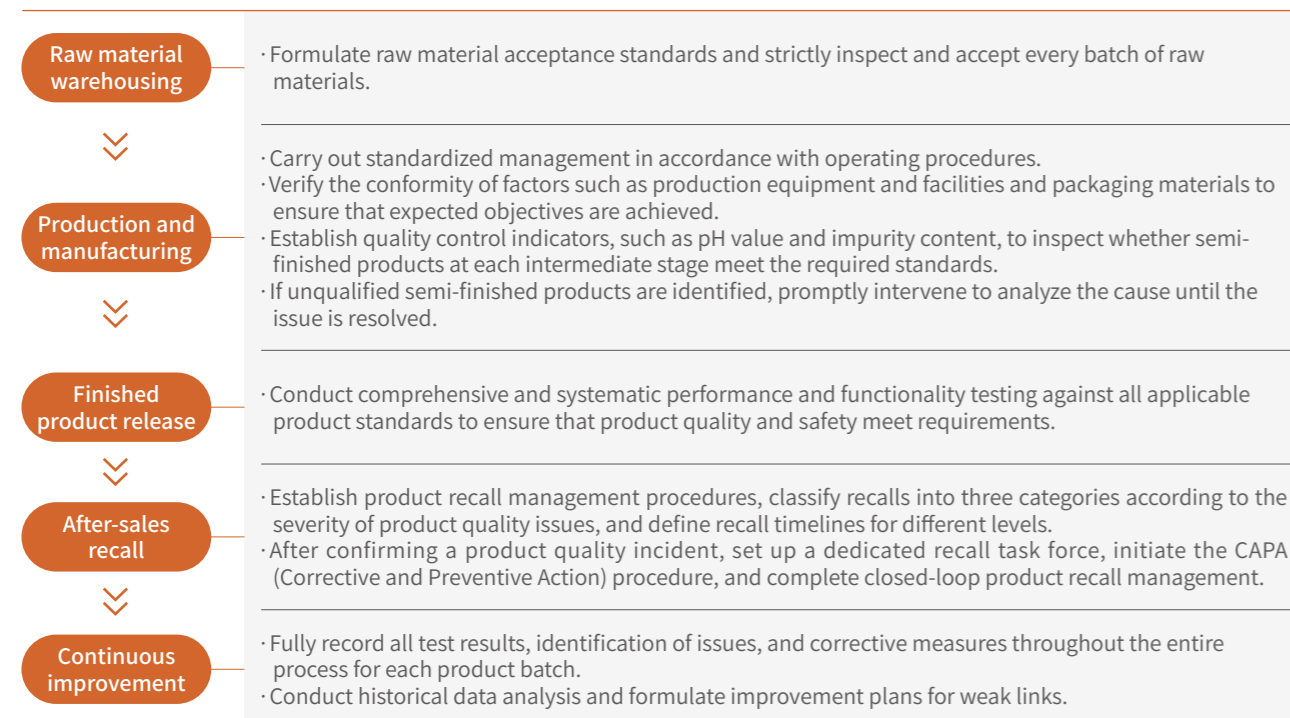 Raw material
warehousing
· Formulate raw material acceptance standards and strictly inspect and accept every batch of raw
materials.
Production and
manufacturing
· Carry out standardized management in accordance with operating procedures.
· Verify the conformity of factors such as production equipment and facilities and packaging materials to
ensure that expected objectives are achieved.
· Establish quality control indicators, such as pH value and impurity content, to inspect whether semi-
finished products at each intermediate stage meet the required standards.
· If unqualified semi-finished products are identified, promptly intervene to analyze the cause until the
issue is resolved.
Finished
product release
· Conduct comprehensive and systematic performance and functionality testing against all applicable
product standards to ensure that product quality and safety meet requirements.
After-sales
recall
· Establish product recall management procedures, classify recalls into three categories according to the
severity of product quality issues, and define recall timelines for different levels.
· After confirming a product quality incident, set up a dedicated recall task force, initiate the CAPA
(Corrective and Preventive Action) procedure, and complete closed-loop product recall management.
Continuous
improvement
· Fully record all test results, identification of issues, and corrective measures throughout the entire
process for each product batch.
· Conduct historical data analysis and formulate improvement plans for weak links.